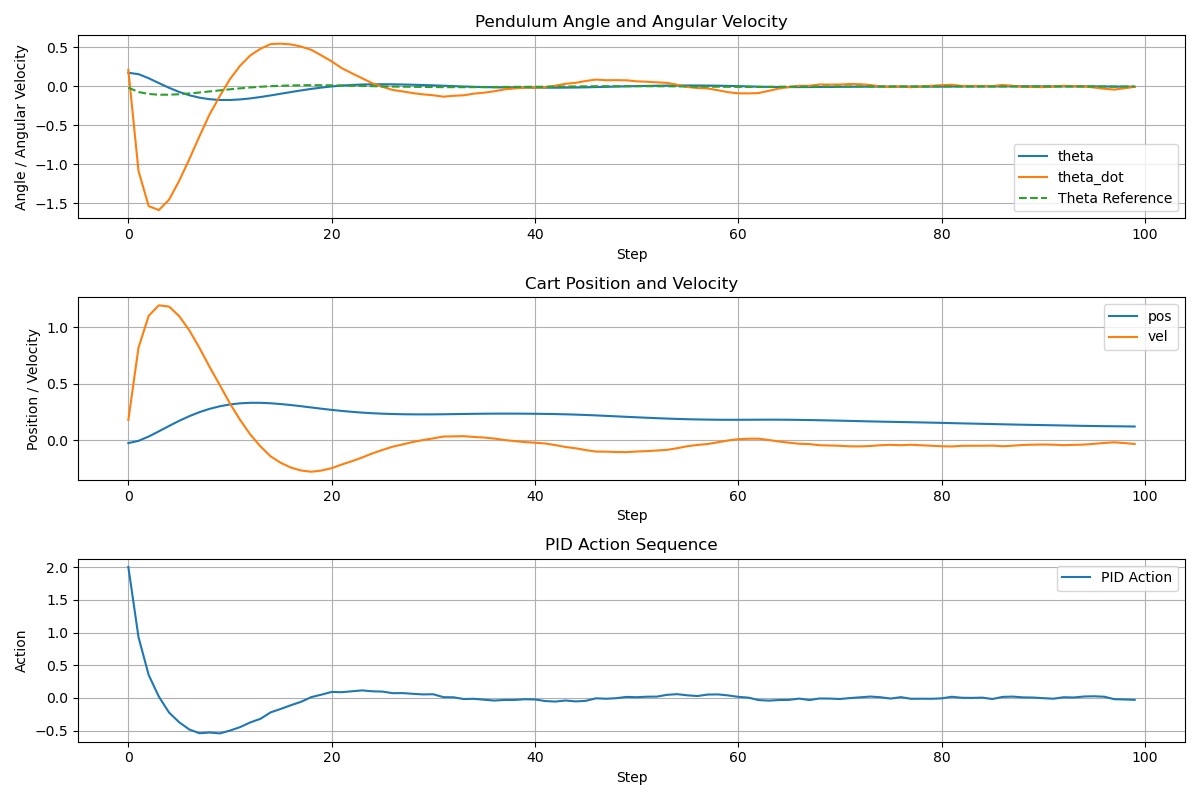 Pendulum Angle and Angular Velocity
Angle / Angular Velocity
0.5
0.0
−0.5
−1.0
−1.5
theta
theta_dot
Theta Reference
0 20 40 60 80 100
Step
Cart Position and Velocity
Position / Velocity
1.0
0.5
0.0
pos
vel
0 20 40 60 80 100
Step
PID Action Sequence
Action
2.0
1.5
1.0
0.5
0.0
−0.5
PID Action
0 20 40 60 80 100
Step